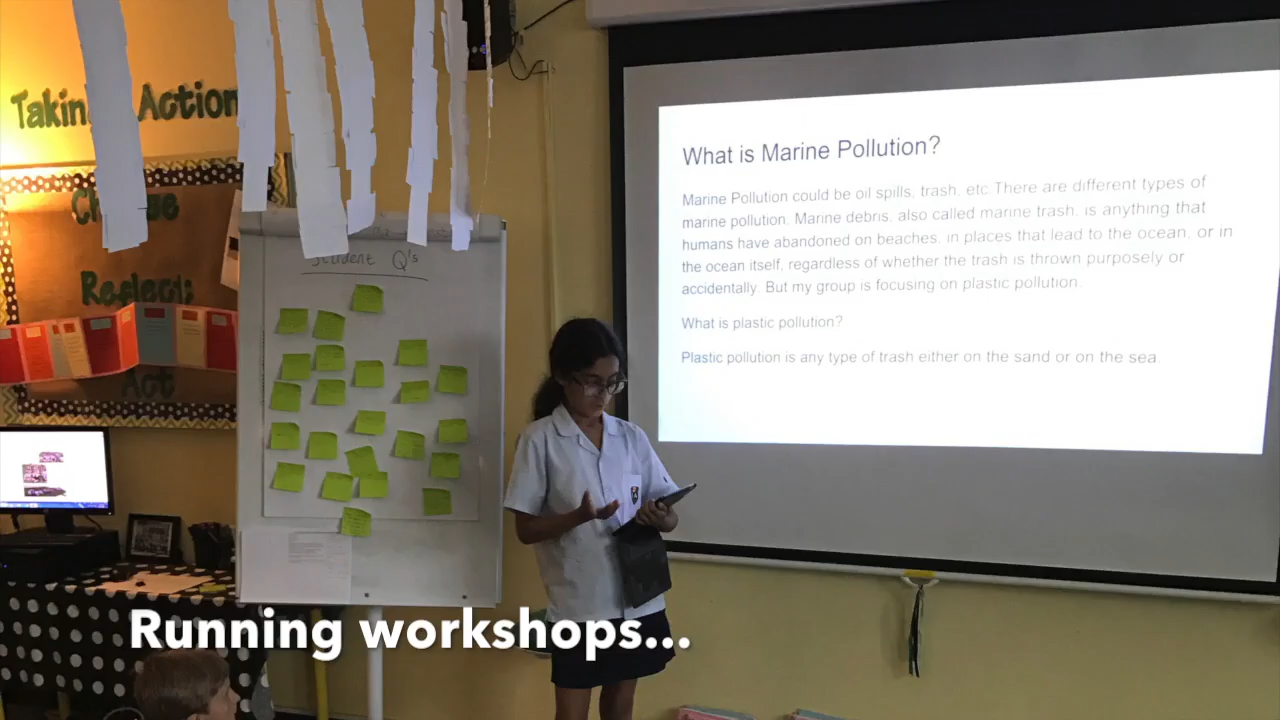 Taking Action
Choose
Reflect
Act
Student Q's
What is Marine Pollution?
Marine Pollution could be oil spills, trash, etc.There are different types of
marine pollution. Marine debris, also called marine trash, is anything that
humans have abandoned on beaches, in places that lead to the ocean, or in
the ocean itself, regardless of whether the trash is thrown purposely or
accidentally. But my group is focusing on plastic pollution.
What is plastic pollution?
Plastic pollution is any type of trash either on the sand or on the sea.
Running workshops...